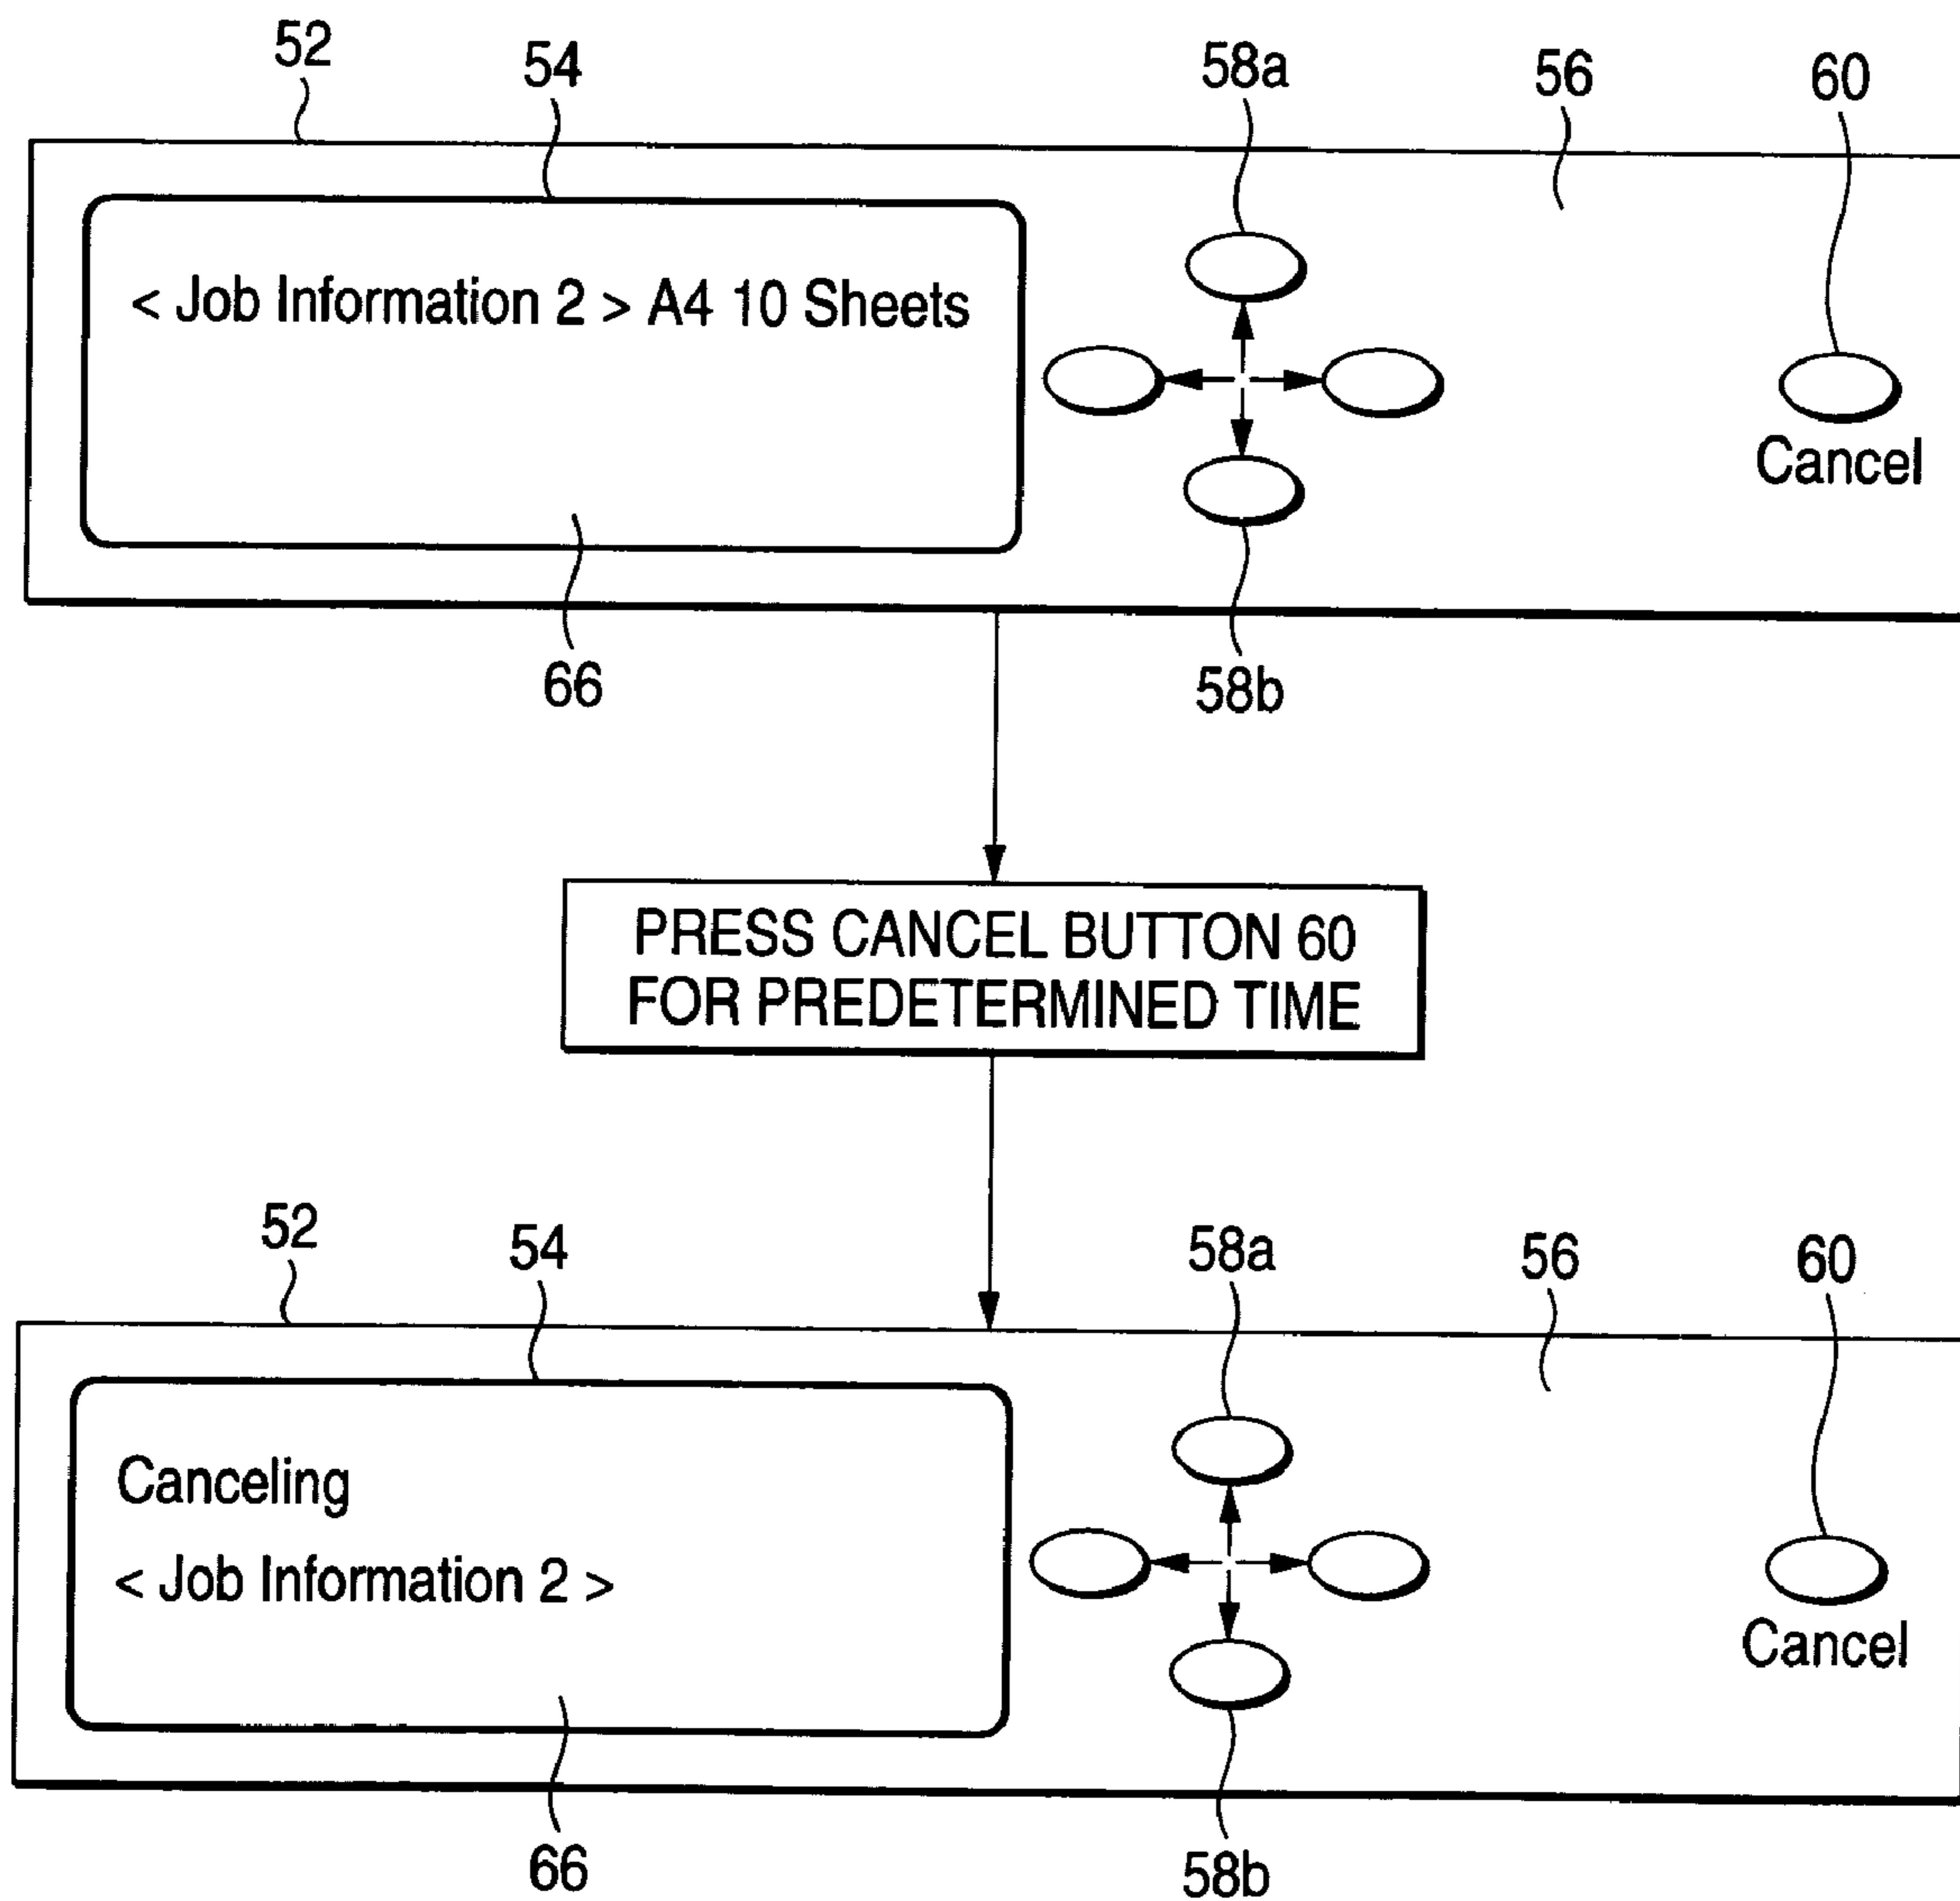 52
54
58a
56
60
< Job Information 2 > A4 10 Sheets
Cancel
66
58b
PRESS CANCEL BUTTON 60
FOR PREDETERMINED TIME
52
54
58a
56
60
Canceling
< Job Information 2 >
Cancel
66
58b